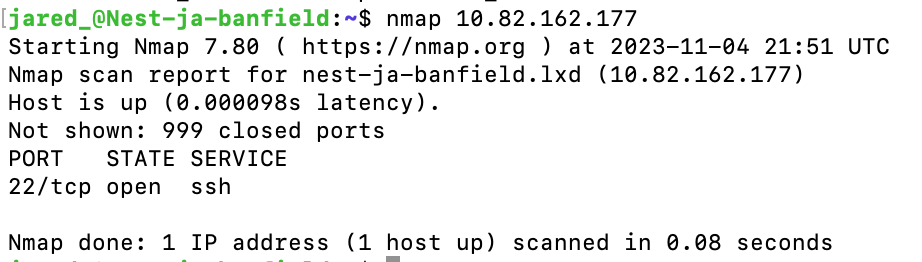 [jared_@Nest-ja-banfield:~$ nmap 10.82.162.177
Starting Nmap 7.80 ( https://nmap.org ) at 2023-11-04 21:51 UTC
Nmap scan report for nest-ja-banfield.lxd (10.82.162.177)
Host is up (0.000098s latency).
Not shown: 999 closed ports
PORT   STATE SERVICE
22/tcp open  ssh
Nmap done: 1 IP address (1 host up) scanned in 0.08 seconds